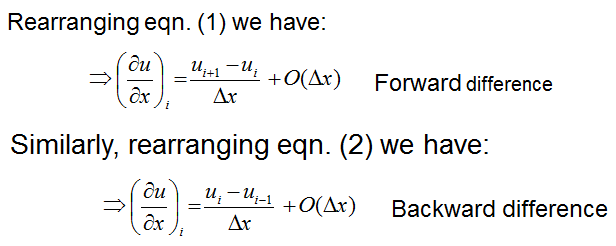 Rearranging eqn. (1) we have:
⇒(∂u/∂x)_i = (u_{i+1} − u_i)/Δx + O(Δx) Forward difference
Similarly, rearranging eqn. (2) we have:
⇒(∂u/∂x)_i = (u_i − u_{i−1})/Δx + O(Δx) Backward difference